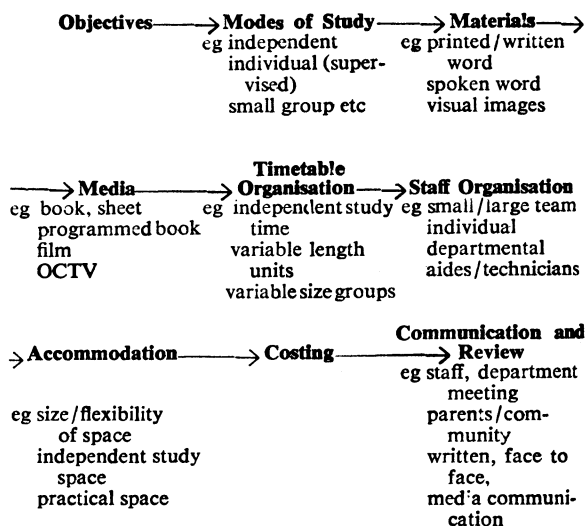 Objectives Modes of Study Materials
eg independent
individual (super-
vised)
small group etc
eg printed/written
word
spoken word
visual images
Media
eg book, sheet
programmed book
film
OCTV
Timetable
Organisation
eg independent study
time
variable length
units
variable size groups
Staff Organisation
eg small/large team
individual
departmental
aides/technicians
Accommodation
eg size/flexibility
of space
independent study
space
practical space
Costing
Communication and
Review
eg staff, department
meeting
parents/com-
munity
written, face to
face,
media communi-
cation